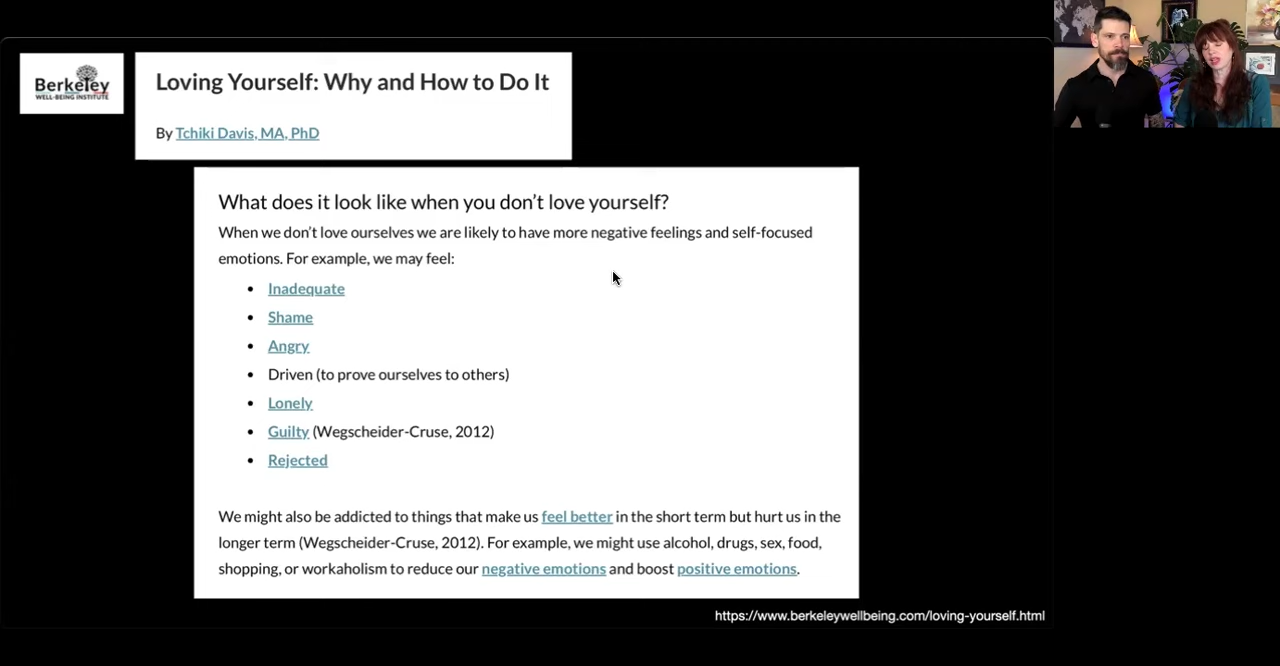 Berkeley
WELL-BEING INSTITUTE
Loving Yourself: Why and How to Do It
By Tchiki Davis, MA, PhD
What does it look like when you don’t love yourself?
When we don’t love ourselves we are likely to have more negative feelings and self-focused
emotions. For example, we may feel:
• Inadequate
• Shame
• Angry
• Driven (to prove ourselves to others)
• Lonely
• Guilty (Wegscheider-Cruse, 2012)
• Rejected
We might also be addicted to things that make us feel better in the short term but hurt us in the
longer term (Wegscheider-Cruse, 2012). For example, we might use alcohol, drugs, sex, food,
shopping, or workaholism to reduce our negative emotions and boost positive emotions.
https://www.berkeleywellbeing.com/loving-yourself.html